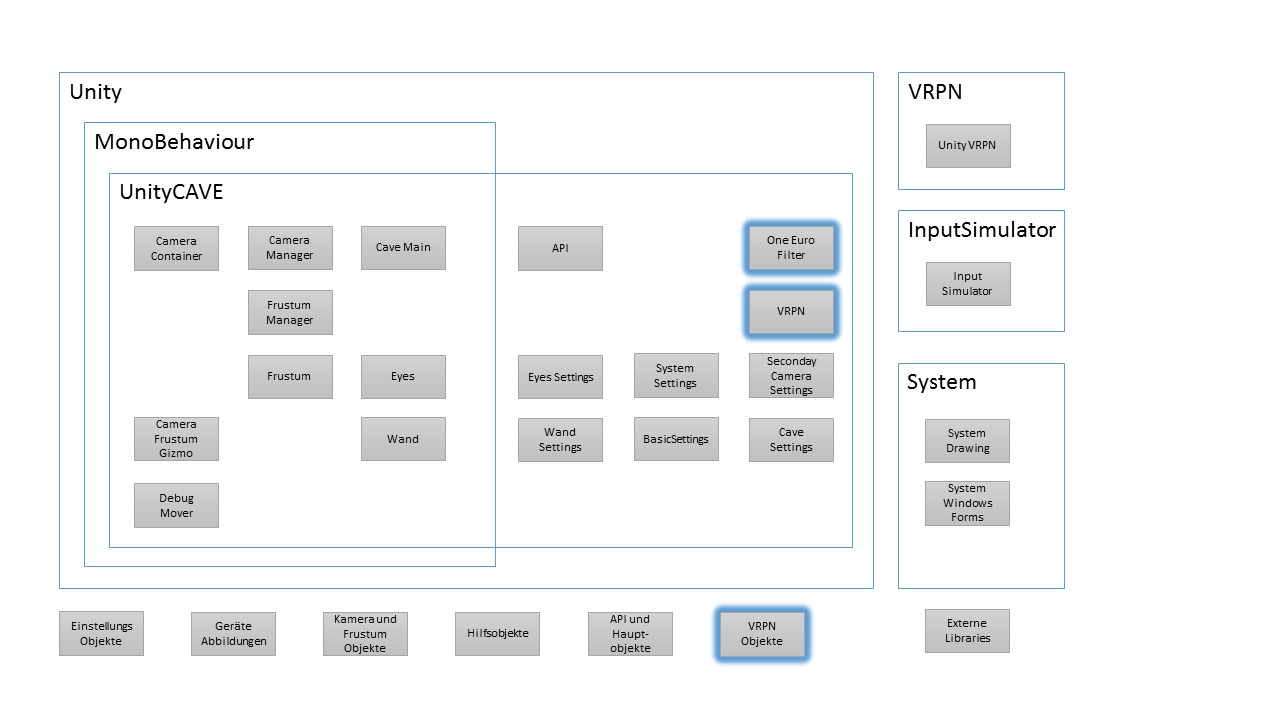 Unity
VRPN
MonoBehaviour
Unity VRPN
UnityCAVE
InputSimulator
Camera
Container
Camera
Manager
Cave Main
API
One Euro
Filter
Input
Simulator
Frustum
Manager
VRPN
Frustum
Eyes
Eyes Settings
System
Settings
Seconday
Camera
Settings
System
Camera
Frustum
Gizmo
Wand
Wand
Settings
BasicSettings
Cave
Settings
System
Drawing
Debug
Mover
System
Windows
Forms
Einstellungs
Objekte
Geräte
Abbildungen
Kamera und
Frustum
Objekte
Hilfsobjekte
API und
Haupt-
objekte
VRPN
Objekte
Externe
Libraries